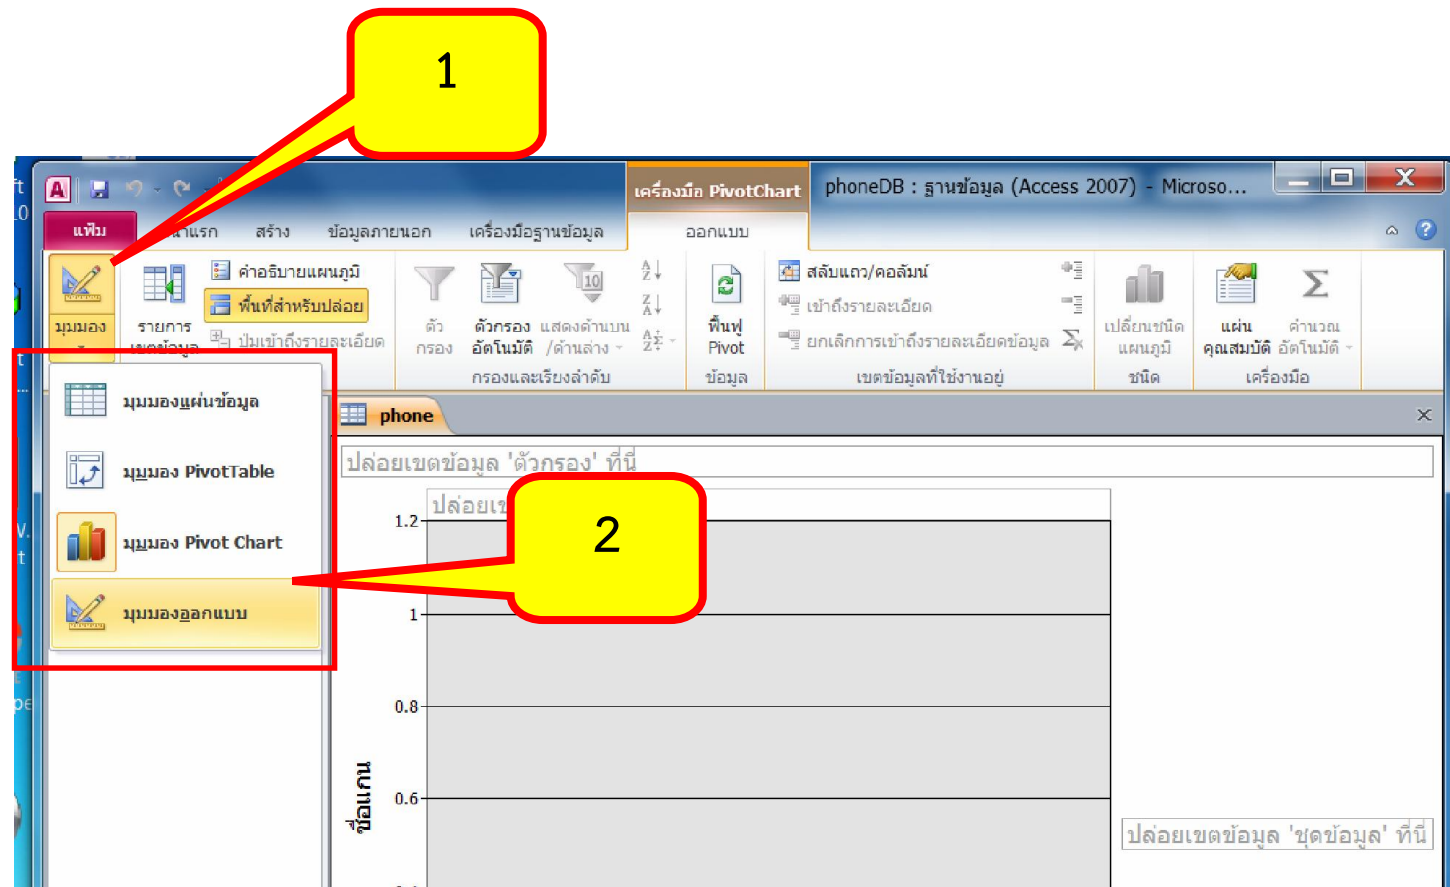 1
เครื่องมือ PivotChart
phoneDB : ฐานข้อมูล (Access 2007) - Microso...
แฟ้ม
สร้าง
ข้อมูลภายนอก
เครื่องมือฐานข้อมูล
ออกแบบ
มุมมอง
รายการ
เขตข้อมูล
คำอธิบายแผนภูมิ
พื้นที่สำหรับปล่อย
ปุ่มเข้าถึงรายละเอียด
ตัว
กรอง
ตัวกรอง
อัตโนมัติ
แสดงด้านบน
/ด้านล่าง
กรองและเรียงลำดับ
ฟื้นฟู
Pivot
ข้อมูล
สลับแถว/คอลัมน์
เข้าถึงรายละเอียด
ยกเลิกการเข้าถึงรายละเอียดข้อมูล
เขตข้อมูลที่ใช้งานอยู่
เปลี่ยนชนิด
แผนภูมิ
ชนิด
แผ่น
คุณสมบัติ
คำนวณ
อัตโนมัติ
เครื่องมือ
มุมมองแผ่นข้อมูล
มุมมอง PivotTable
มุมมอง Pivot Chart
มุมมองออกแบบ
phone
ปล่อยเขตข้อมูล 'ตัวกรอง' ที่นี่
2
1.2
1
0.8
0.6
ชื่อแกน
ปล่อยเขตข้อมูล 'ชุดข้อมูล' ที่นี่